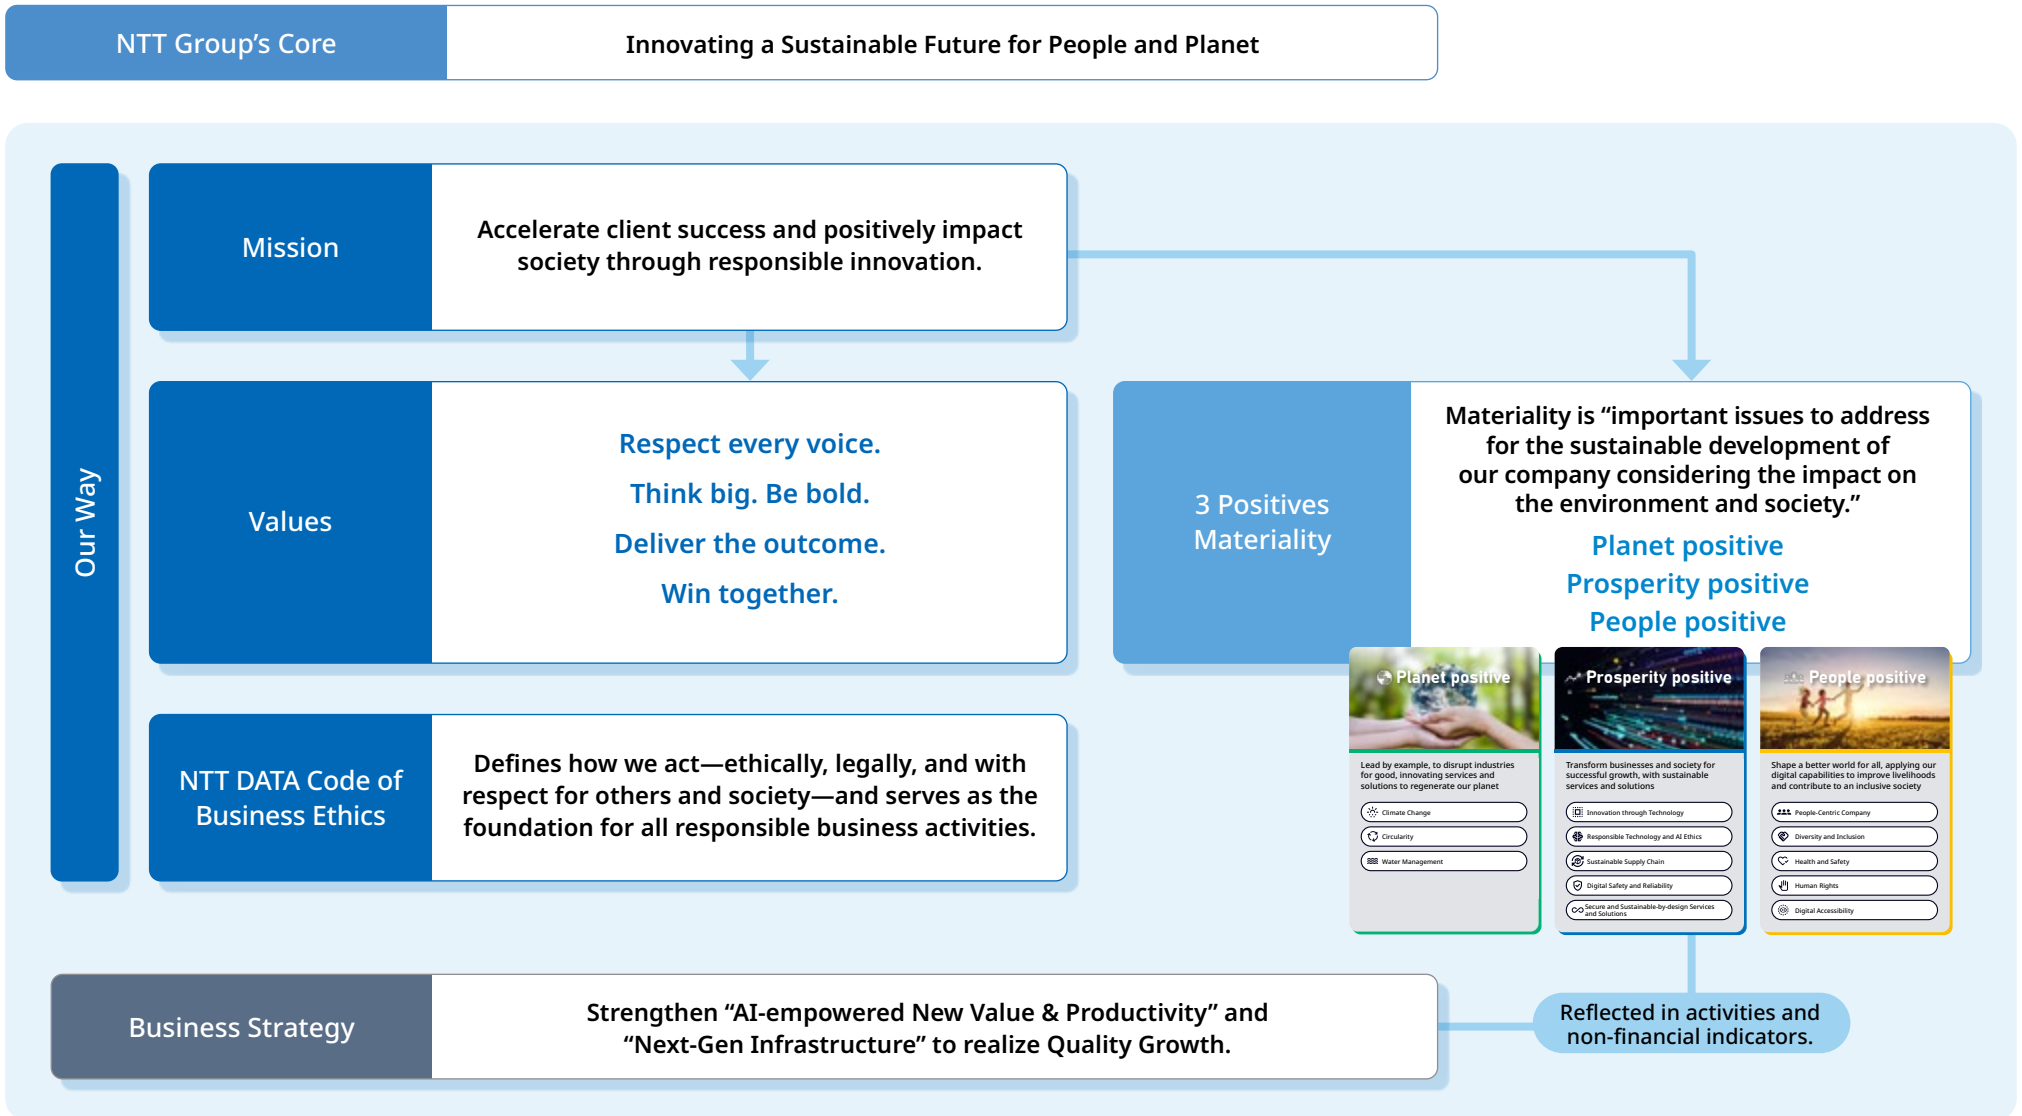 NTT Group’s Core
Innovating a Sustainable Future for People and Planet
Our Way
Mission
Accelerate client success and positively impact
society through responsible innovation.
Values
Respect every voice.
Think big. Be bold.
Deliver the outcome.
Win together.
3 Positives
Materiality
Materiality is “important issues to address
for the sustainable development of
our company considering the impact on
the environment and society.”
Planet positive
Prosperity positive
People positive
NTT DATA Code of
Business Ethics
Defines how we act—ethically, legally, and with
respect for others and society—and serves as the
foundation for all responsible business activities.
Planet positive
Lead by example, to disrupt industries
for good, innovating services and
solutions to regenerate our planet
Climate Change
Circularity
Water Management
Prosperity positive
Transform businesses and society for
successful growth, with sustainable
services and solutions
Innovation through Technology
Responsible Technology and AI Ethics
Sustainable Supply Chain
Digital Safety and Reliability
Secure and Sustainable-by-design Services
and Solutions
People positive
Shape a better world for all, applying our
digital capabilities to improve livelihoods
and contribute to an inclusive society
People-Centric Company
Diversity and Inclusion
Health and Safety
Human Rights
Digital Accessibility
Business Strategy
Strengthen “AI-empowered New Value & Productivity” and
“Next-Gen Infrastructure” to realize Quality Growth.
Reflected in activities and
non-financial indicators.